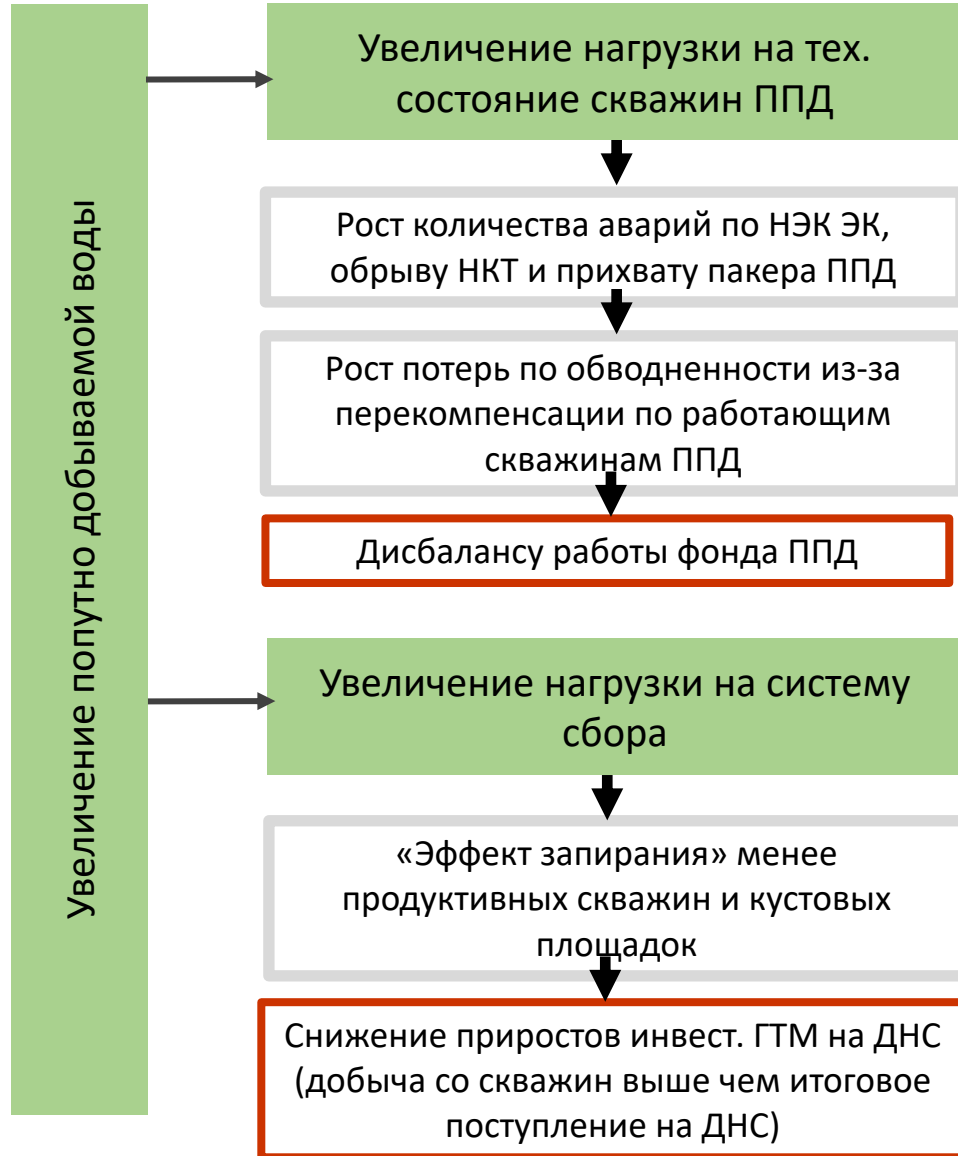 Увеличение попутно добываемой воды
Увеличение нагрузки на тех.
состояние скважин ППД
Рост количества аварий по НЭК ЭК,
обрыву НКТ и прихвату пакера ППД
Рост потерь по обводненности из-за
перекомпенсации по работающим
скважинам ППД
Дисбалансу работы фонда ППД
Увеличение нагрузки на систему
сбора
«Эффект запирания» менее
продуктивных скважин и кустовых
площадок
Снижение приростов инвест. ГТМ на ДНС
(добыча со скважин выше чем итоговое
поступление на ДНС)